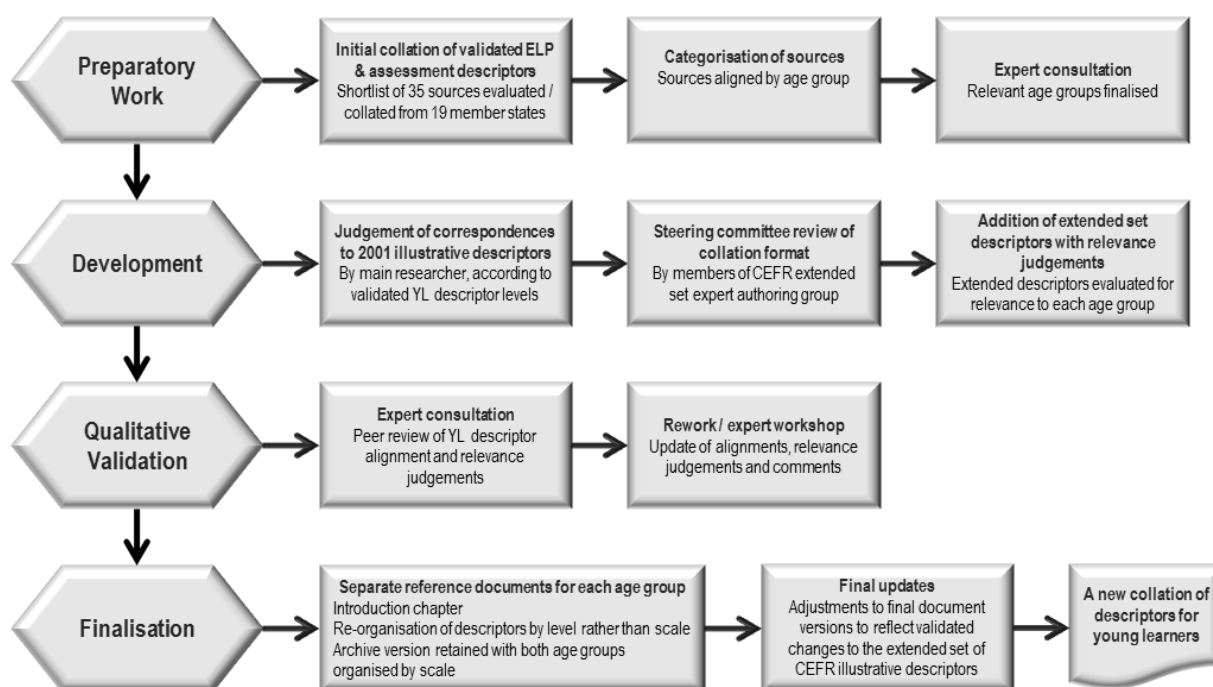 Preparatory
Work
Initial collation of validated ELP
& assessment descriptors
Shortlist of 35 sources evaluated /
collated from 19 member states
Categorisation of sources
Sources aligned by age group
Expert consultation
Relevant age groups finalised
Development
Judgement of correspondences
to 2001 illustrative descriptors
By main researcher, according to
validated YL descriptor levels
Steering committee review of
collation format
By members of CEFR extended
set expert authoring group
Addition of extended set
descriptors with relevance
judgements
Extended descriptors evaluated for
relevance to each age group
Qualitative
Validation
Expert consultation
Peer review of YL descriptor
alignment and relevance
judgements
Rework / expert workshop
Update of alignments, relevance
judgements and comments
Finalisation
Separate reference documents for each age group
Introduction chapter
Re-organisation of descriptors by level rather than scale
Archive version retained with both age groups
organised by scale
Final updates
Adjustments to final document
versions to reflect validated
changes to the extended set of
CEFR illustrative descriptors
A new collation of
descriptors for
young learners